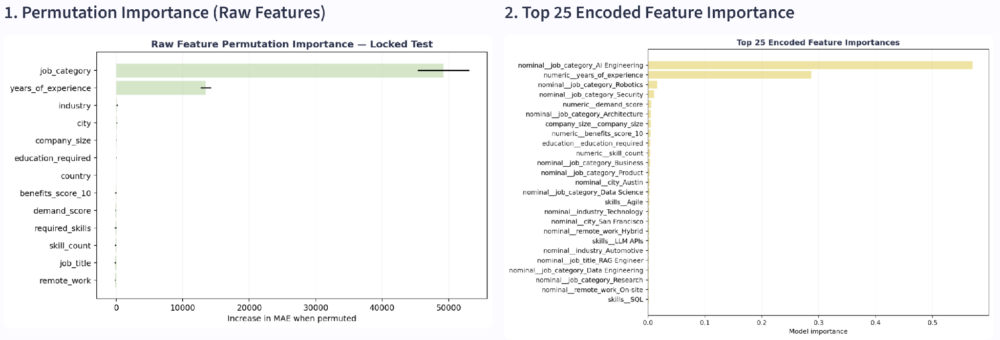 1. Permutation Importance (Raw Features)
Raw Feature Permutation Importance — Locked Test
job_category
years_of_experience
industry
city
company_size
education_required
country
benefits_score_10
demand_score
required_skills
skill_count
job_title
remote_work
0 10000 20000 30000 40000 50000
Increase in MAE when permuted
2. Top 25 Encoded Feature Importance
Top 25 Encoded Feature Importances
nominal__job_category_AI Engineering
numeric__years_of_experience
nominal__job_category_Robotics
nominal__job_category_Security
numeric__demand_score
nominal__job_category_Architecture
company_size__company_size
numeric__benefits_score_10
education__education_required
numeric__skill_count
nominal__job_category_Business
nominal__job_category_Product
nominal__city_Austin
nominal__job_category_Data Science
skills__Agile
nominal__industry_Technology
nominal__city_San Francisco
nominal__remote_work_Hybrid
skills__LLM APIs
nominal__industry_Automotive
nominal__job_title_RAG Engineer
nominal__job_category_Data Engineering
nominal__job_category_Research
nominal__remote_work_On-site
skills__SQL
0.0 0.1 0.2 0.3 0.4 0.5
Model importance